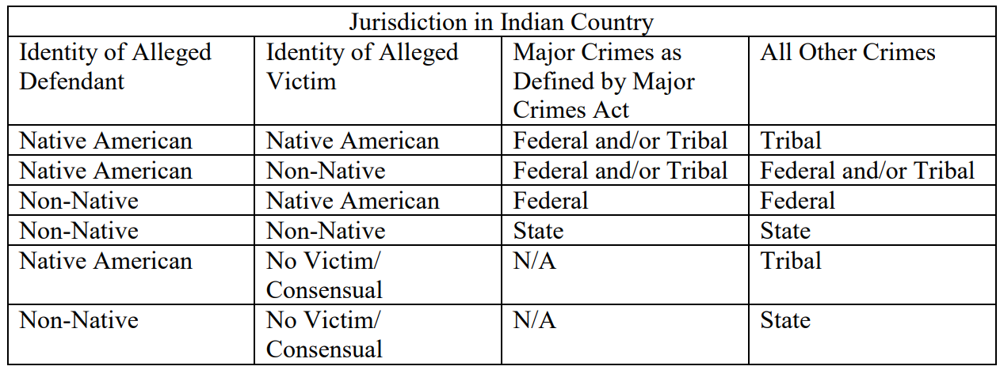 Jurisdiction in Indian Country
Identity of Alleged Defendant | Identity of Alleged Victim | Major Crimes as Defined by Major Crimes Act | All Other Crimes
Native American | Native American | Federal and/or Tribal | Tribal
Native American | Non-Native | Federal and/or Tribal | Federal and/or Tribal
Non-Native | Native American | Federal | Federal
Non-Native | Non-Native | State | State
Native American | No Victim/ Consensual | N/A | Tribal
Non-Native | No Victim/ Consensual | N/A | State